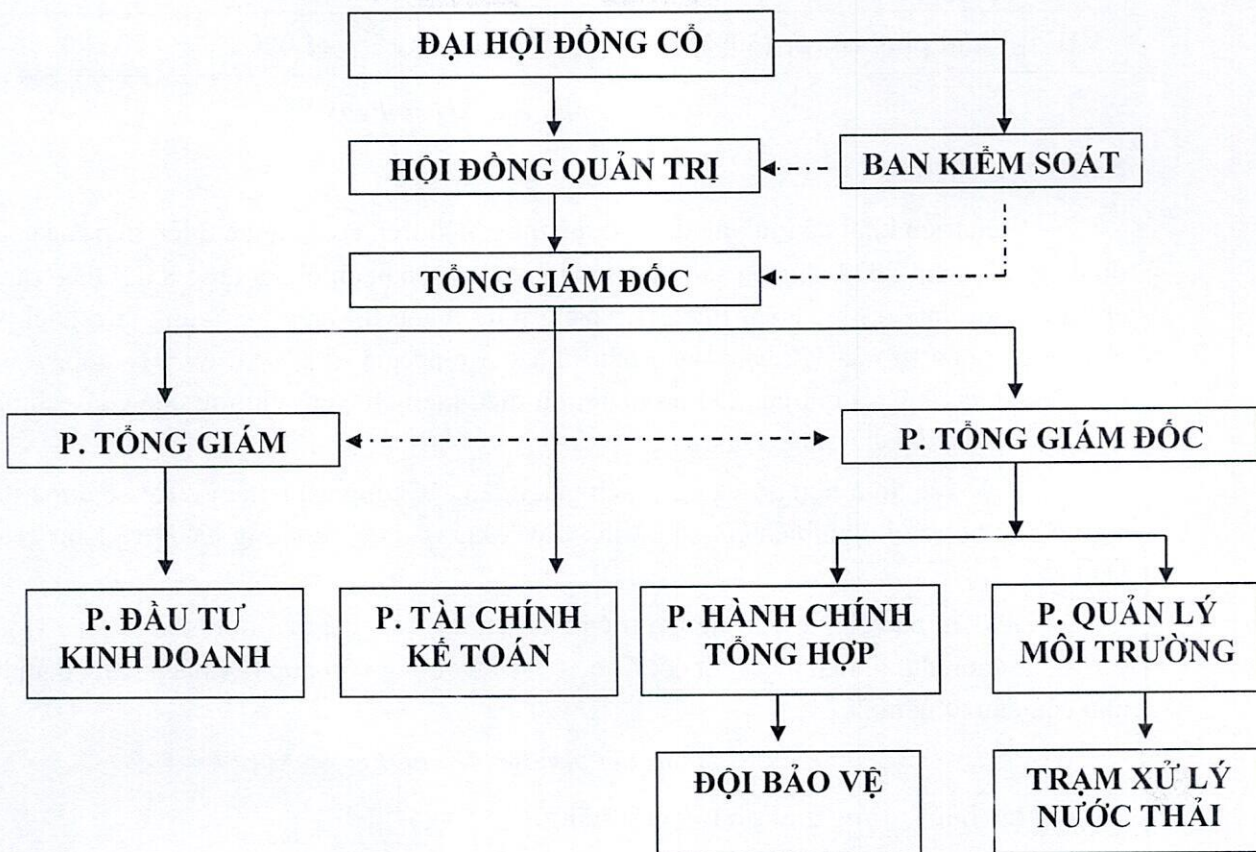 ĐẠI HỘI ĐỒNG CỔ
HỘI ĐỒNG QUẢN TRỊ
BAN KIỂM SOÁT
TỔNG GIÁM ĐỐC
P. TỔNG GIÁM
P. TỔNG GIÁM ĐỐC
P. ĐẦU TƯ
KINH DOANH
P. TÀI CHÍNH
KẾ TOÁN
P. HÀNH CHÍNH
TỔNG HỢP
P. QUẢN LÝ
MÔI TRƯỜNG
ĐỘI BẢO VỆ
TRẠM XỬ LÝ
NƯỚC THẢI